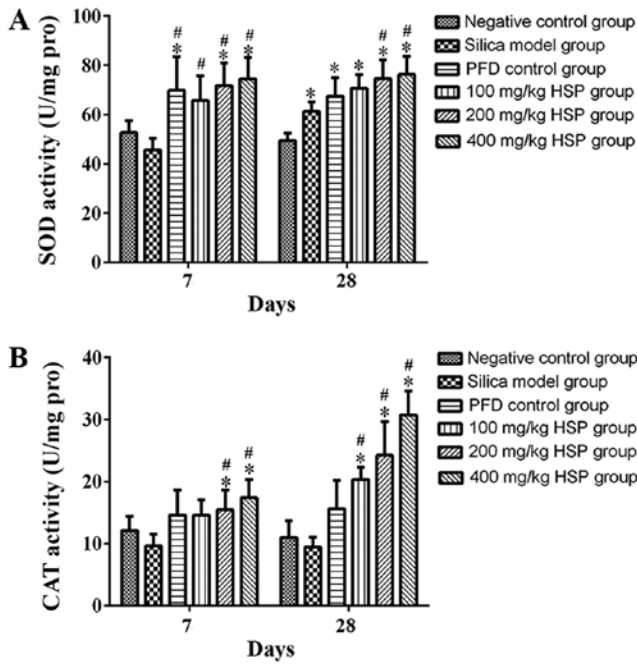 A
SOD activity (U/mg pro)
100
80
60
40
20
0
#
*
#
#
*
#
*
*
*
*
#
*
#
*
7
28
Days
Negative control group
Silica model group
PFD control group
100 mg/kg HSP group
200 mg/kg HSP group
400 mg/kg HSP group
B
CAT activity (U/mg pro)
40
30
20
10
0
#
*
#
*
#
*
#
*
#
*
7
28
Days
Negative control group
Silica model group
PFD control group
100 mg/kg HSP group
200 mg/kg HSP group
400 mg/kg HSP group